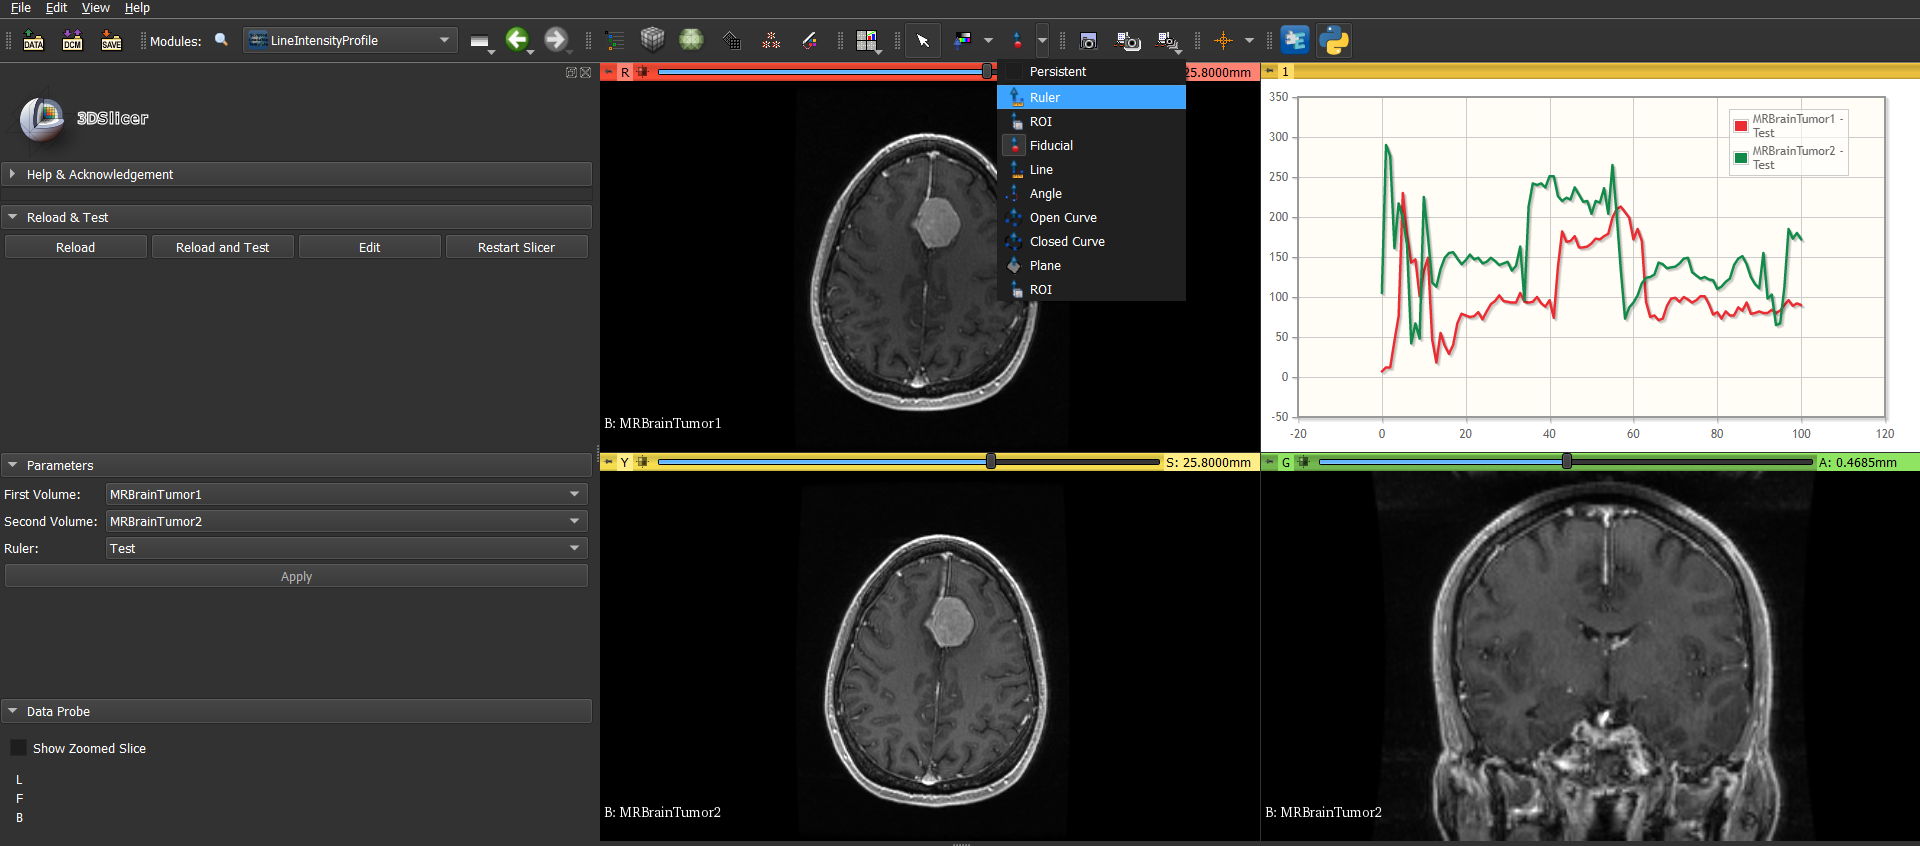 File Edit View Help
DATA DCM SAVE Modules: LineIntensityProfile
3DSlicer
Help & Acknowledgement
Reload & Test
Reload Reload and Test Edit Restart Slicer
Parameters
First Volume: MRBrainTumor1
Second Volume: MRBrainTumor2
Ruler: Test
Apply
Data Probe
Show Zoomed Slice
L
F
B
R 25.8000mm
Persistent
Ruler
ROI
Fiducial
Line
Angle
Open Curve
Closed Curve
Plane
ROI
B: MRBrainTumor1
1
350
300
250
200
150
100
50
0
-50
-20 0 20 40 60 80 100 120
MRBrainTumor1 -
Test
MRBrainTumor2 -
Test
Y S: 25.8000mm
B: MRBrainTumor2
G A: 0.4685mm
B: MRBrainTumor2